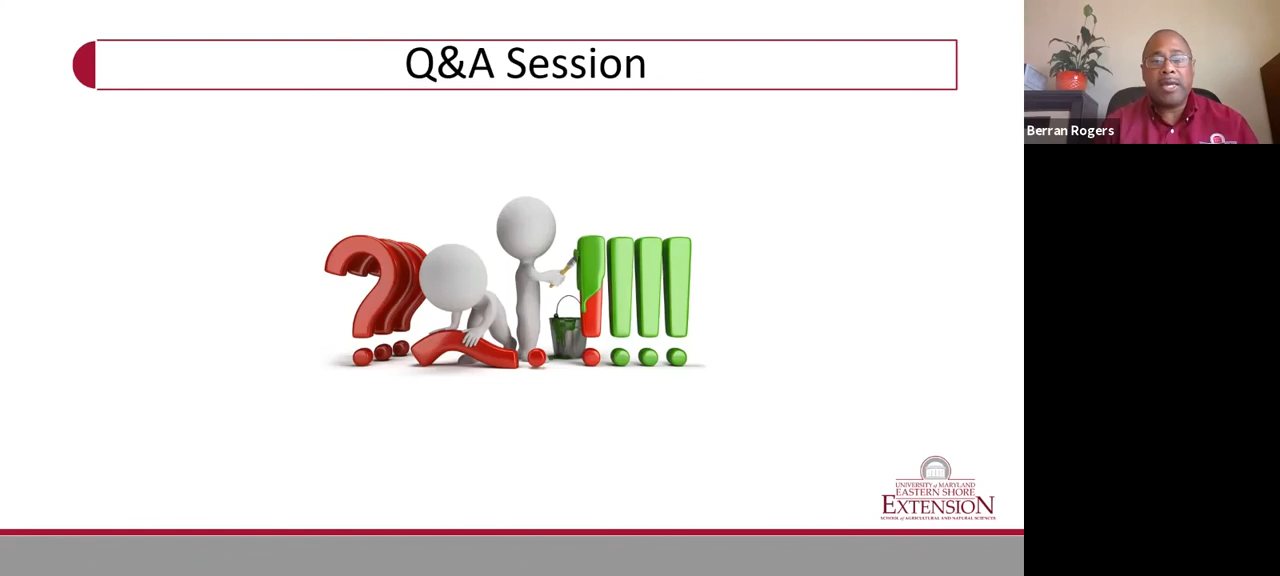 Q&A Session
Berran Rogers
UNIVERSITY of MARYLAND
EASTERN SHORE
EXTENSION
SCHOOL of AGRICULTURAL AND NATURAL SCIENCES